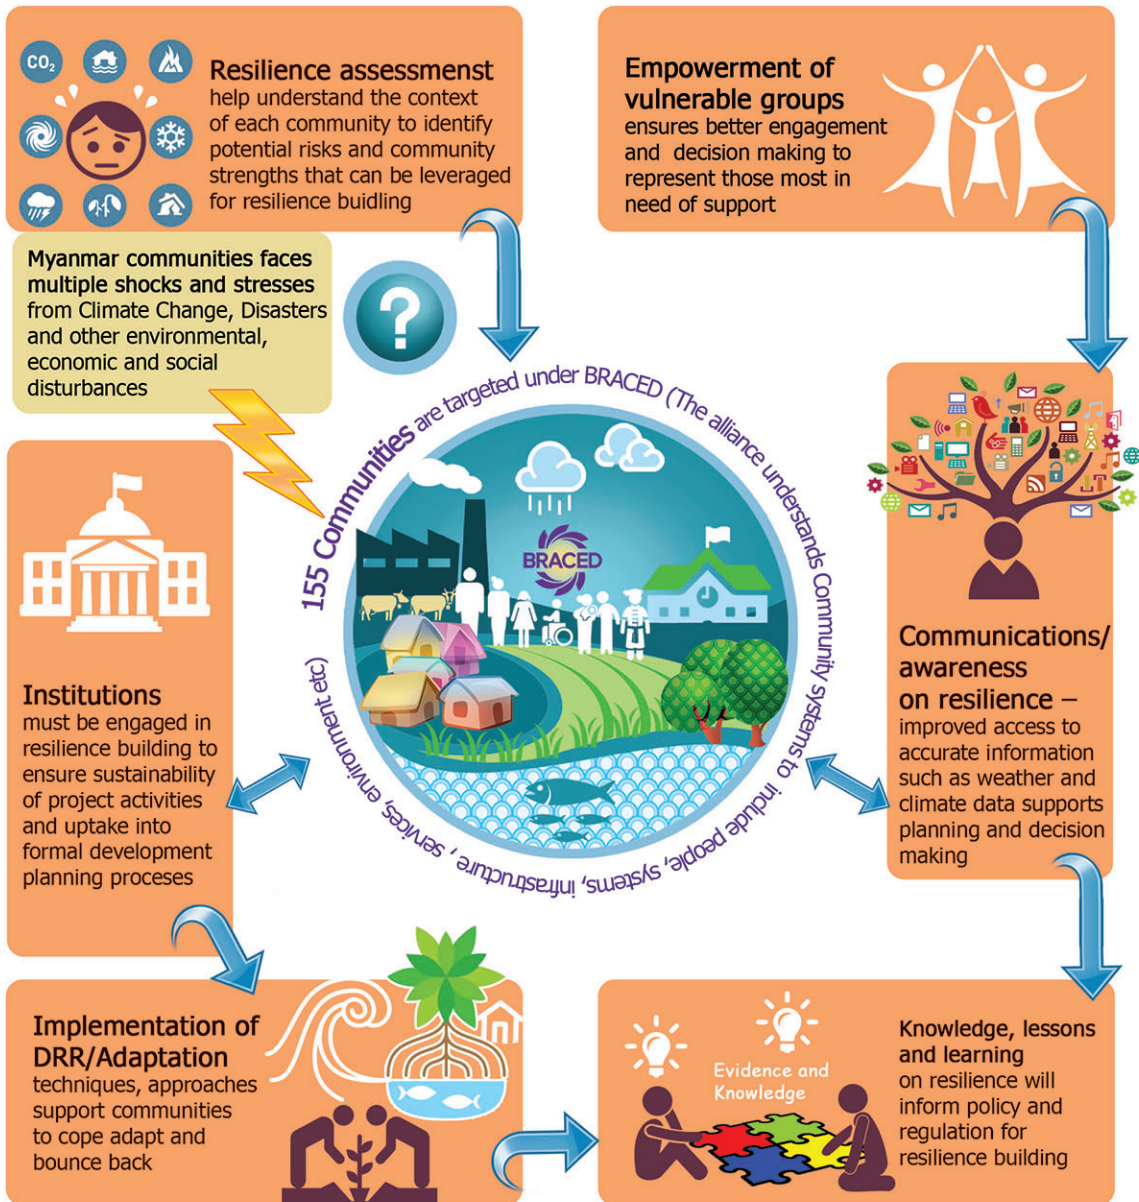 CO₂
Resilience assessmenst
help understand the context
of each community to identify
potential risks and community
strengths that can be leveraged
for resilience buidling
Empowerment of
vulnerable groups
ensures better engagement
and decision making to
represent those most in
need of support
Myanmar communities faces
multiple shocks and stresses
from Climate Change, Disasters
and other environmental,
economic and social
disturbances
?
155 Communities are targeted under BRACED (The alliance understands Community systems to include people, systems, infrastructure , services, environment etc)
BRACED
Institutions
must be engaged in
resilience building to
ensure sustainability
of project activities
and uptake into
formal development
planning proceses
Communications/
awareness
on resilience –
improved access to
accurate information
such as weather and
climate data supports
planning and decision
making
Implementation of
DRR/Adaptation
techniques, approaches
support communities
to cope adapt and
bounce back
Evidence and
Knowledge
Knowledge, lessons
and learning
on resilience will
inform policy and
regulation for
resilience building